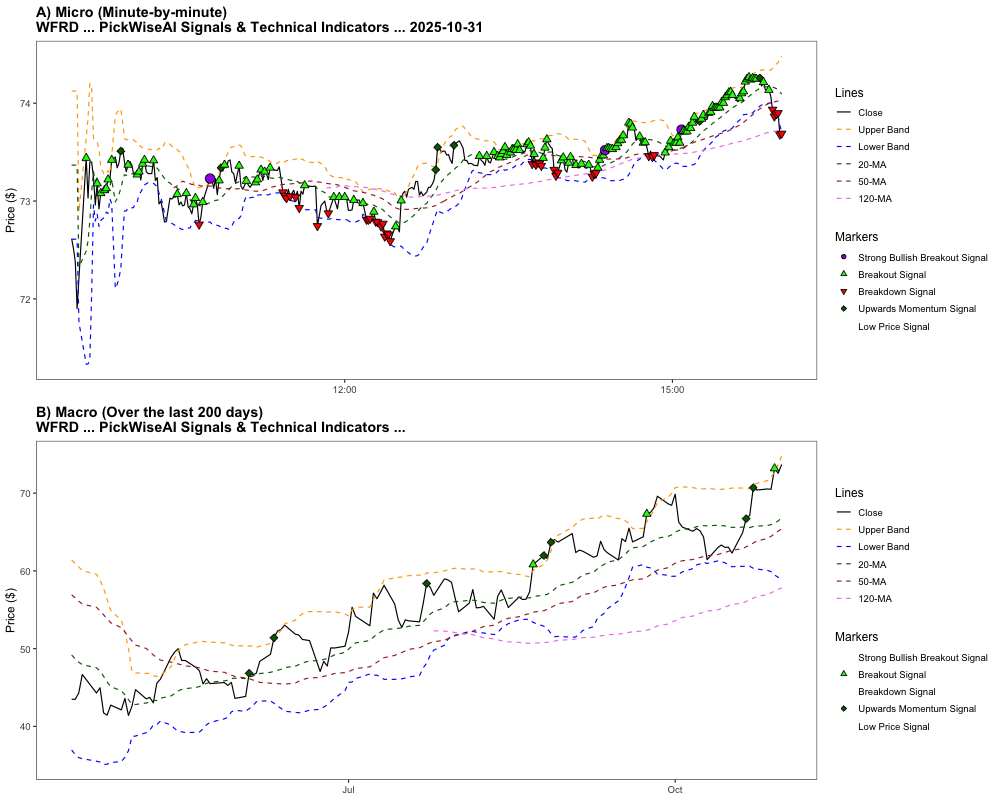 A) Micro (Minute-by-minute)
WFRD ... PickWiseAI Signals & Technical Indicators ... 2025-10-31
Price ($)
74
73
72
12:00
15:00
Lines
Close
Upper Band
Lower Band
20-MA
50-MA
120-MA
Markers
Strong Bullish Breakout Signal
Breakout Signal
Breakdown Signal
Upwards Momentum Signal
Low Price Signal
B) Macro (Over the last 200 days)
WFRD ... PickWiseAI Signals & Technical Indicators ...
Price ($)
70
60
50
40
Jul
Oct
Lines
Close
Upper Band
Lower Band
20-MA
50-MA
120-MA
Markers
Strong Bullish Breakout Signal
Breakout Signal
Breakdown Signal
Upwards Momentum Signal
Low Price Signal